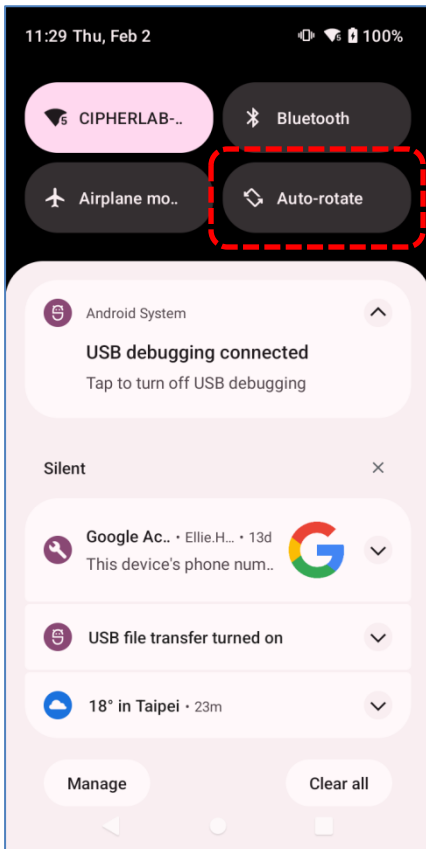 11:29 Thu, Feb 2 5 100%
5 CIPHERLAB-.. Bluetooth
Airplane mo.. Auto-rotate
Android System
USB debugging connected
Tap to turn off USB debugging
Silent
Google Ac.. • Ellie.H... • 13d
This device's phone num..
USB file transfer turned on
18° in Taipei • 23m
Manage Clear all